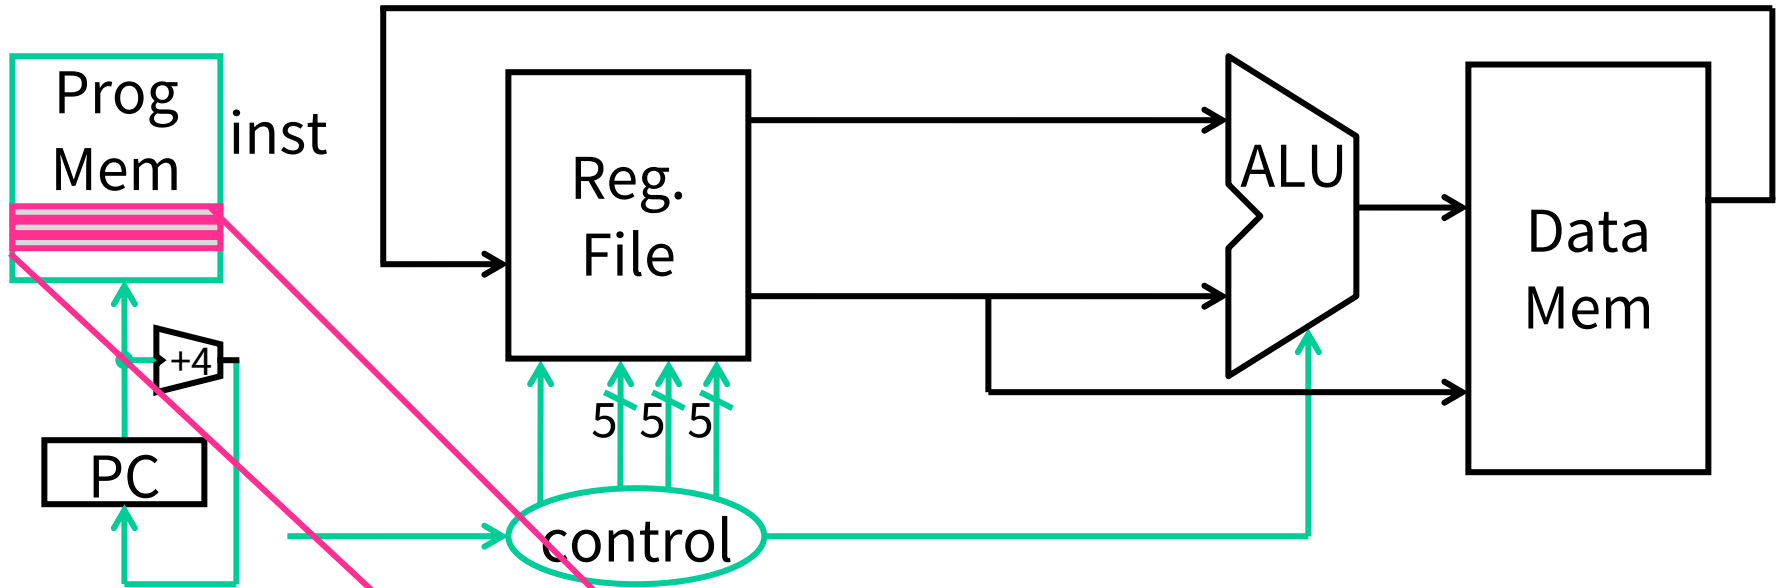 Prog
Mem
inst
+4
PC
Reg.
File
5 5 5
control
ALU
Data
Mem